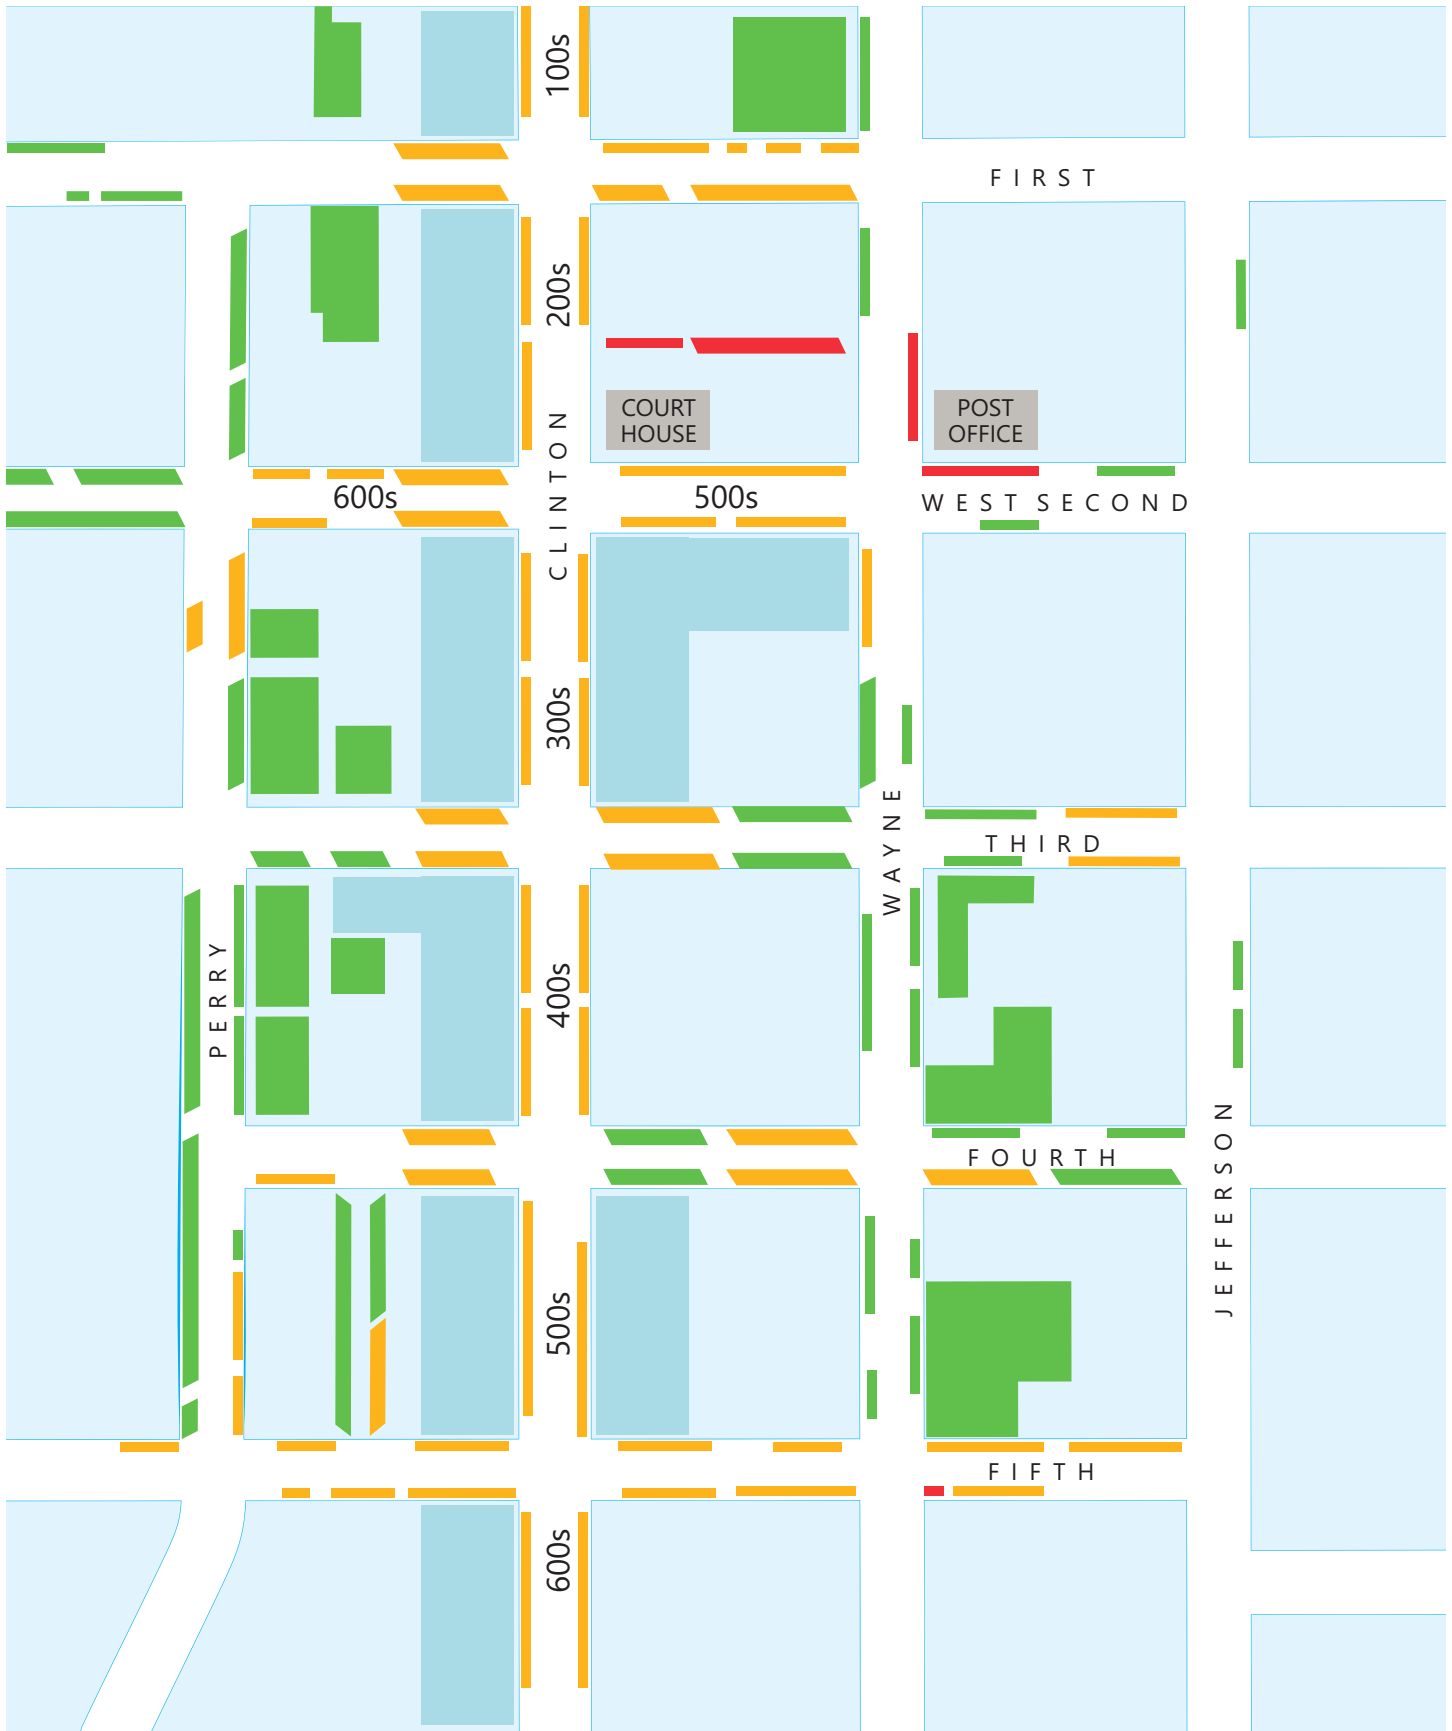 100s
FIRST
200s
COURT
HOUSE
POST
OFFICE
CLINTON
600s
500s
WEST SECOND
300s
WAYNE
THIRD
PERRY
400s
FOURTH
JEFFERSON
500s
FIFTH
600s